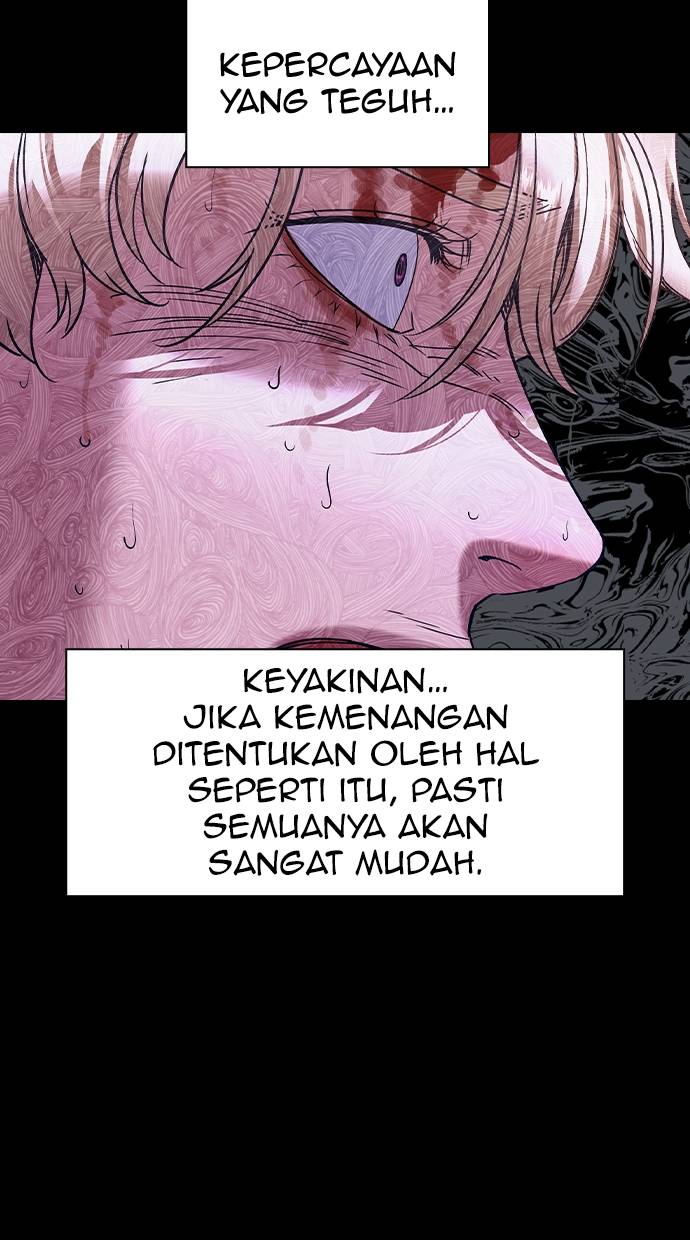 KEPERCAYAAN
YANG TEGUH...
KEYAKINAN...
JIKA KEMENANGAN
DITENTUKAN OLEH HAL
SEPERTI ITU, PASTI
SEMUANYA AKAN
SANGAT MUDAH.